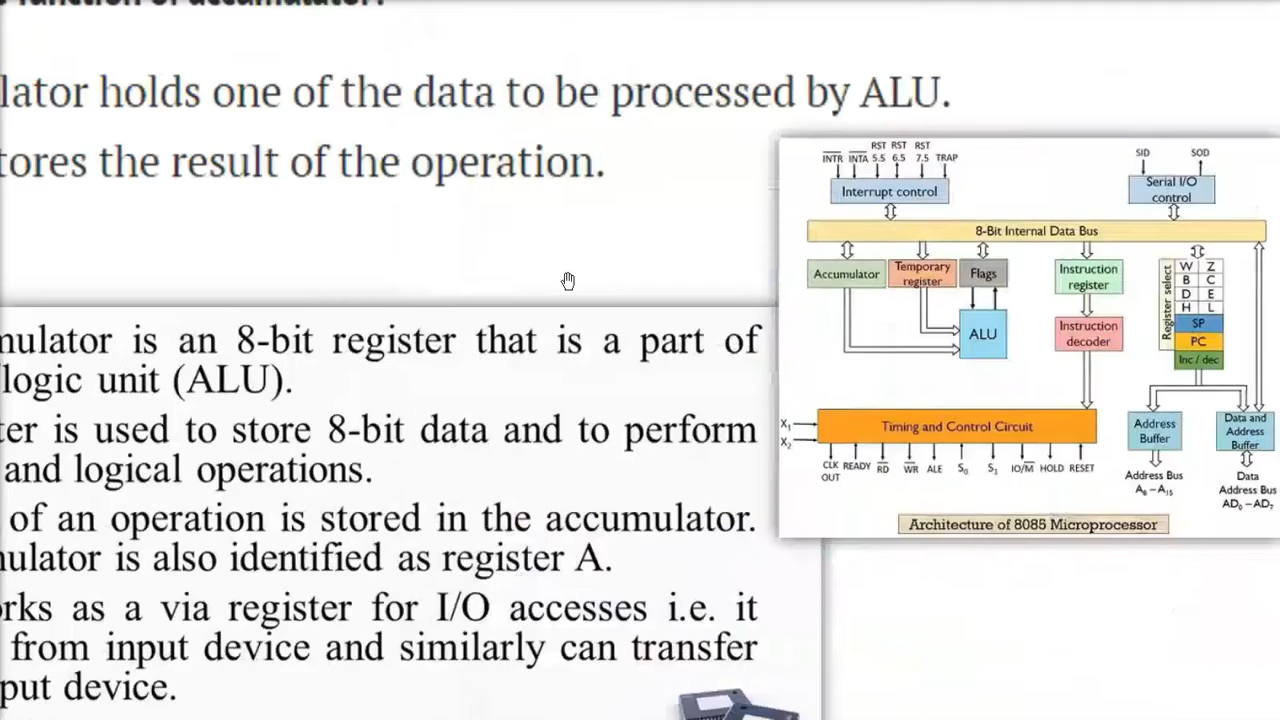 function of accumulator?
lator holds one of the data to be processed by ALU.
tores the result of the operation.
mulator is an 8-bit register that is a part of
logic unit (ALU).
ter is used to store 8-bit data and to perform
and logical operations.
of an operation is stored in the accumulator.
mulator is also identified as register A.
orks as a via register for I/O accesses i.e. it
from input device and similarly can transfer
put device.
INTR INTA RST 5.5 RST 6.5 RST 7.5 TRAP
SID SOD
Interrupt control
Serial I/O
control
8-Bit Internal Data Bus
Accumulator
Temporary
register
Flags
Instruction
register
Register select
W Z
B C
D E
H L
SP
PC
Inc / dec
ALU
Instruction
decoder
X₁
X₂
Timing and Control Circuit
Address
Buffer
Data and
Address
Buffer
CLK OUT READY RD WR ALE S₀ S₁ IO/M HOLD RESET
Address Bus
A₈ – A₁₅
Data
Address Bus
AD₀ – AD₇
Architecture of 8085 Microprocessor